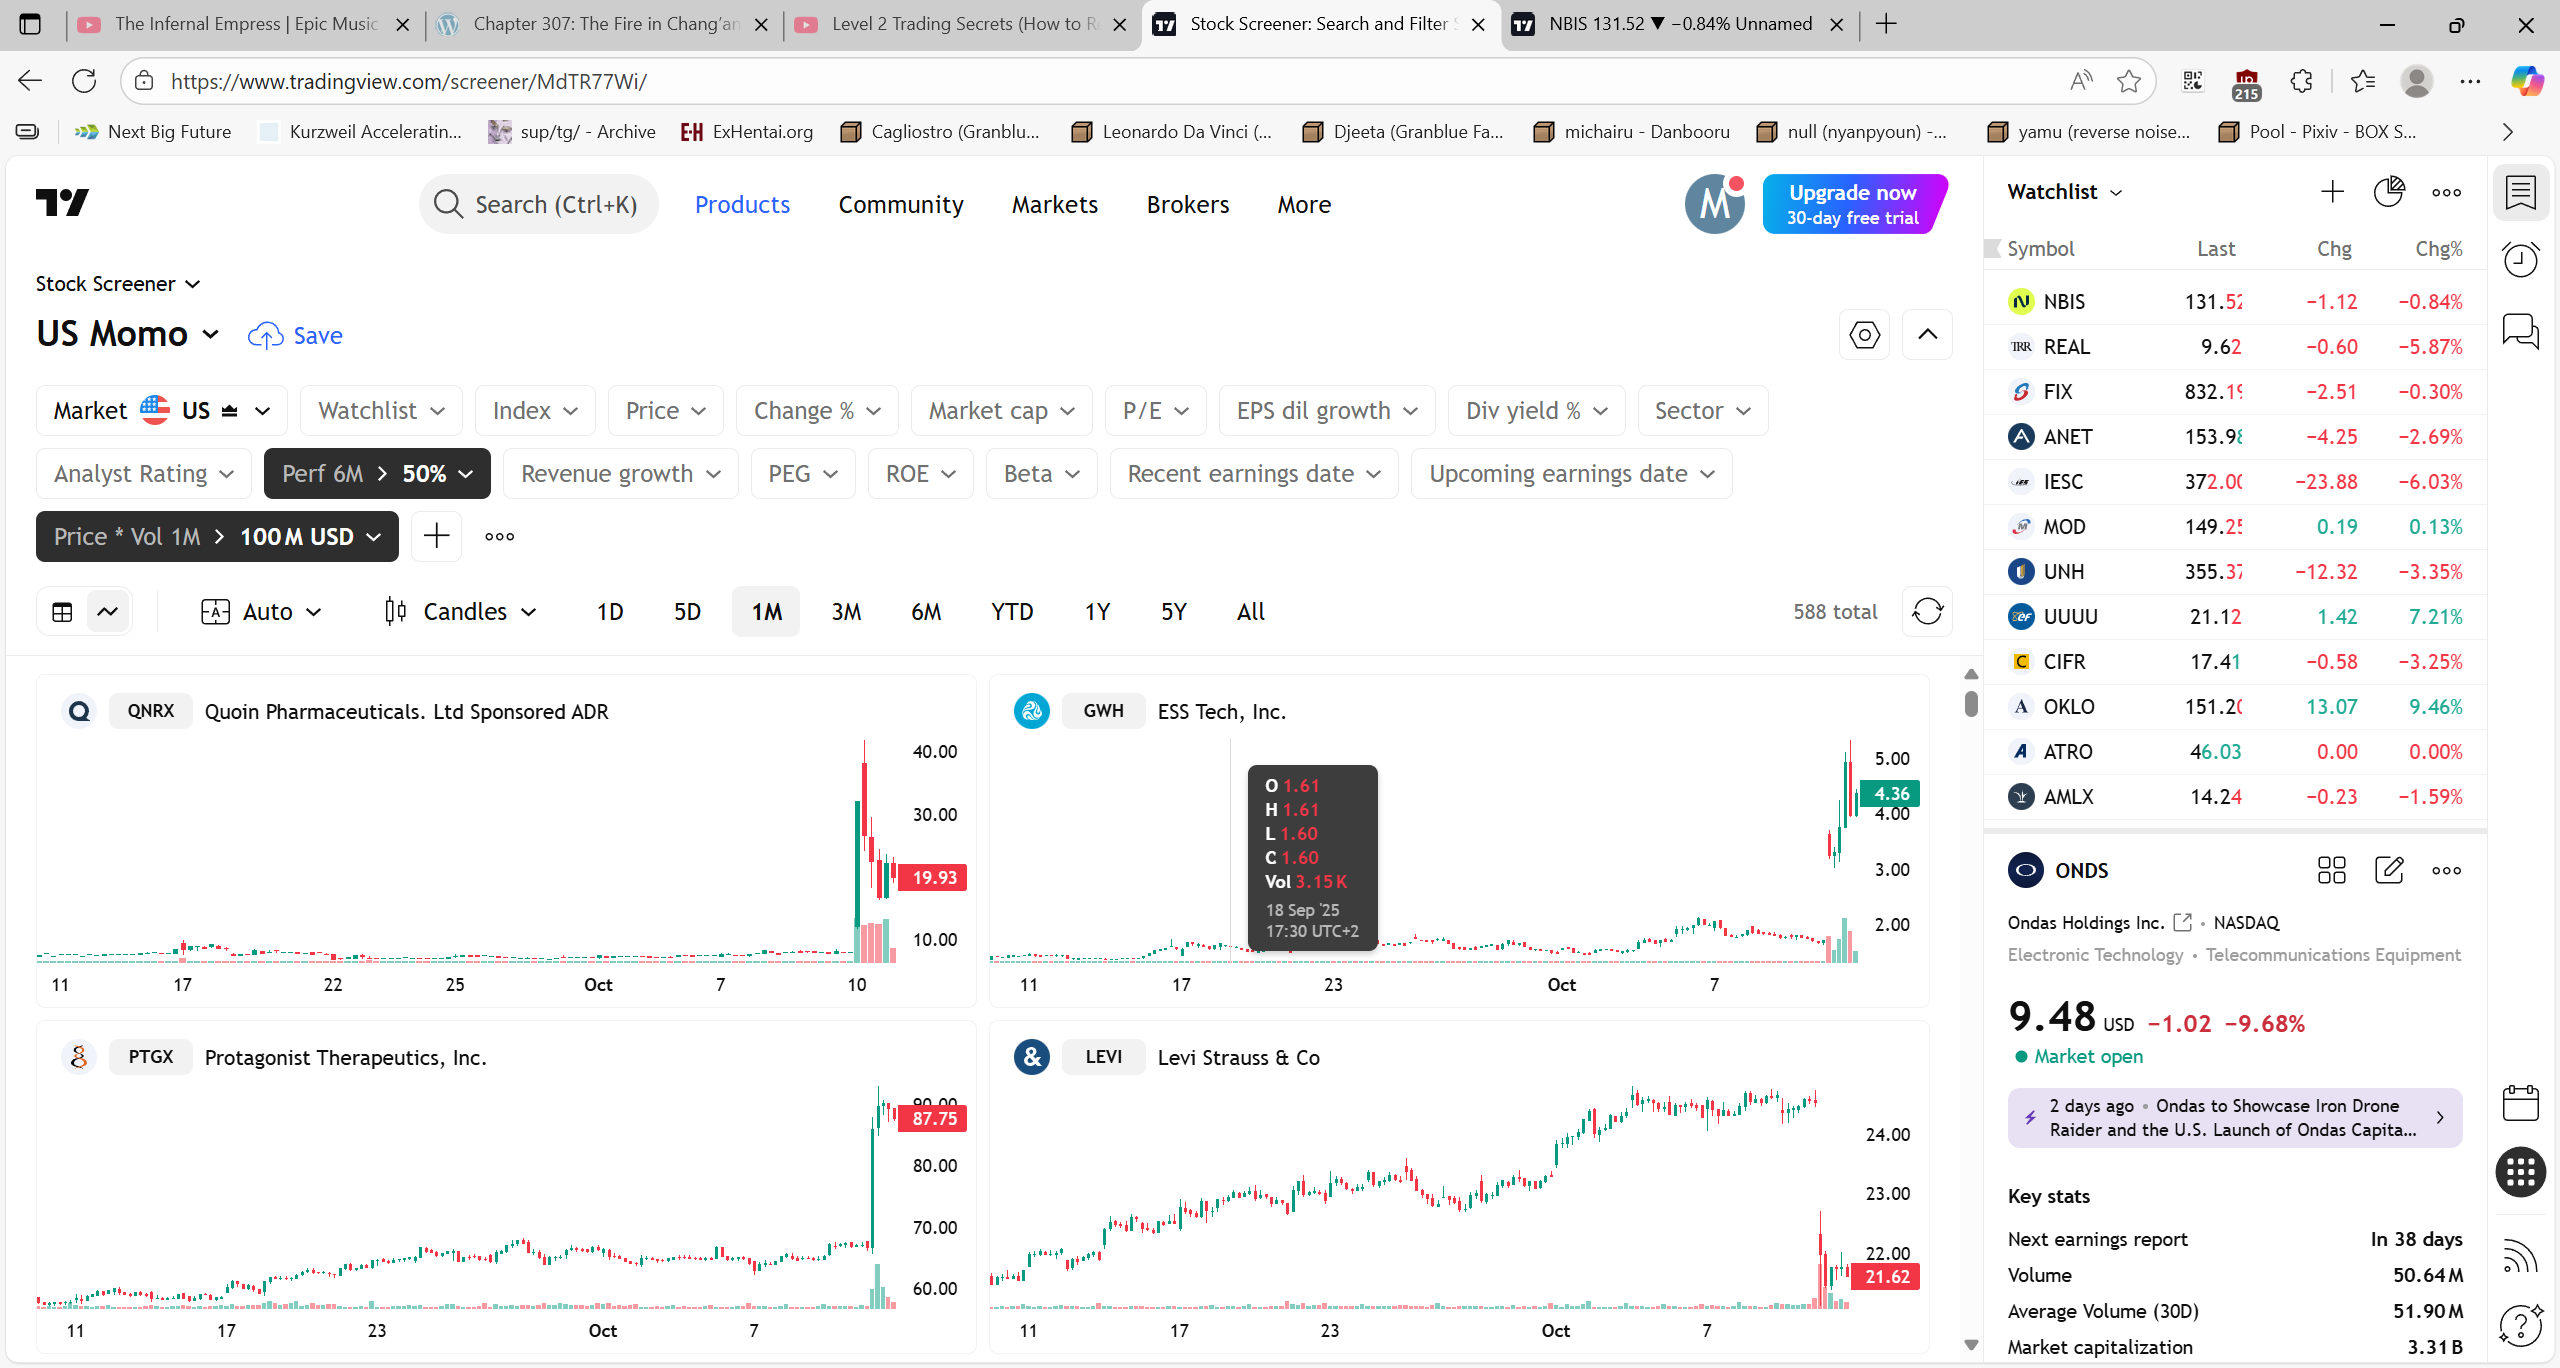 The Infernal Empress | Epic Music
Chapter 307: The Fire in Chang'an
Level 2 Trading Secrets (How to R
Stock Screener: Search and Filter S
NBIS 131.52 ▼ −0.84% Unnamed
https://www.tradingview.com/screener/MdTR77Wi/
215
Next Big Future
Kurzweil Acceleratin...
sup/tg/ - Archive
ExHentai.org
Cagliostro (Granblu...
Leonardo Da Vinci (...
Djeeta (Granblue Fa...
michairu - Danbooru
null (nyanpyoun) -...
yamu (reverse noise...
Pool - Pixiv - BOX S...
Search (Ctrl+K)
Products
Community
Markets
Brokers
More
M
Upgrade now
30-day free trial
Stock Screener
US Momo
Save
Market US
Watchlist
Index
Price
Change %
Market cap
P/E
EPS dil growth
Div yield %
Sector
Analyst Rating
Perf 6M > 50%
Revenue growth
PEG
ROE
Beta
Recent earnings date
Upcoming earnings date
Price * Vol 1M > 100 M USD
Auto
Candles
1D
5D
1M
3M
6M
YTD
1Y
5Y
All
588 total
QNRX Quoin Pharmaceuticals. Ltd Sponsored ADR
40.00
30.00
19.93
10.00
11 17 22 25 Oct 7 10
GWH ESS Tech, Inc.
5.00
4.36
4.00
3.00
2.00
O 1.61
H 1.61
L 1.60
C 1.60
Vol 3.15 K
18 Sep '25
17:30 UTC+2
11 17 23 Oct 7
PTGX Protagonist Therapeutics, Inc.
90.00
87.75
80.00
70.00
60.00
11 17 23 Oct 7
LEVI Levi Strauss & Co
24.00
23.00
22.00
21.62
11 17 23 Oct 7
Watchlist
Symbol Last Chg Chg%
NBIS 131.52 −1.12 −0.84%
REAL 9.62 −0.60 −5.87%
FIX 832.19 −2.51 −0.30%
ANET 153.98 −4.25 −2.69%
IESC 372.00 −23.88 −6.03%
MOD 149.25 0.19 0.13%
UNH 355.37 −12.32 −3.35%
UUUU 21.12 1.42 7.21%
CIFR 17.41 −0.58 −3.25%
OKLO 151.20 13.07 9.46%
ATRO 46.03 0.00 0.00%
AMLX 14.24 −0.23 −1.59%
ONDS
Ondas Holdings Inc. • NASDAQ
Electronic Technology • Telecommunications Equipment
9.48 USD −1.02 −9.68%
Market open
2 days ago • Ondas to Showcase Iron Drone
Raider and the U.S. Launch of Ondas Capita...
Key stats
Next earnings report In 38 days
Volume 50.64 M
Average Volume (30D) 51.90 M
Market capitalization 3.31 B